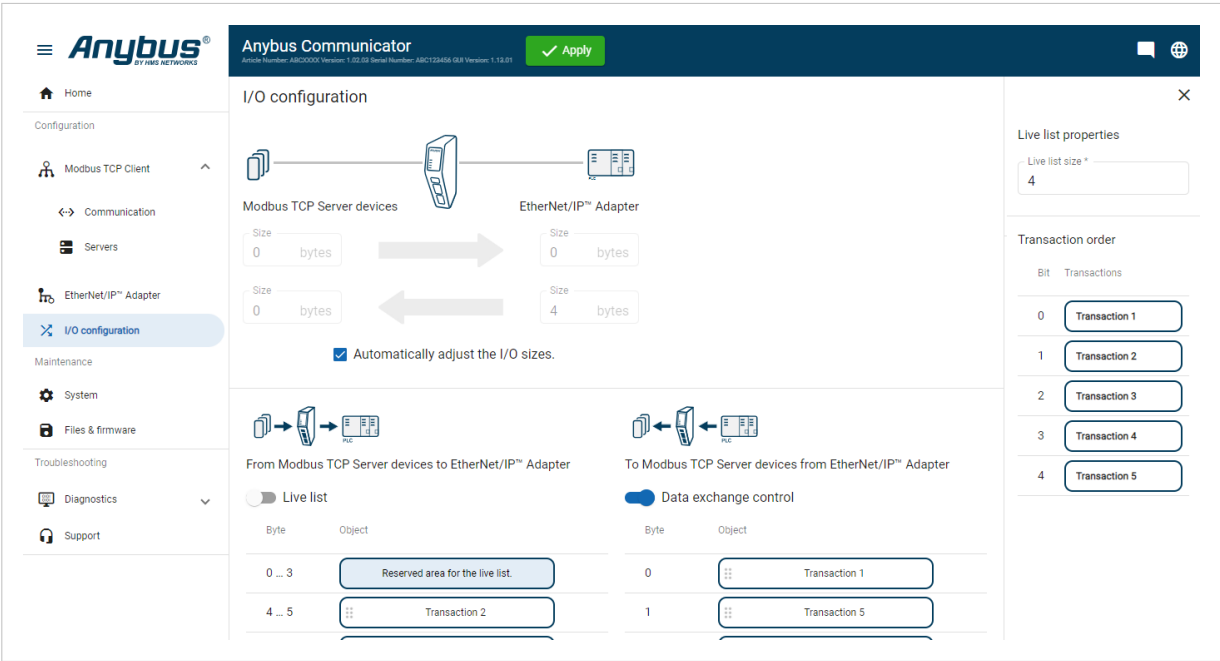 Anybus®
BY HMS NETWORKS
Anybus Communicator
Article Number: ABCXXXX Version: 1.02.03 Serial Number: ABC123456 GUI Version: 1.13.01
Apply
Home
Configuration
Modbus TCP Client
Communication
Servers
EtherNet/IP™ Adapter
I/O configuration
Maintenance
System
Files & firmware
Troubleshooting
Diagnostics
Support
I/O configuration
PLC
Modbus TCP Server devices
EtherNet/IP™ Adapter
Size
0 bytes
Size
0 bytes
Size
0 bytes
Size
4 bytes
Automatically adjust the I/O sizes.
PLC
From Modbus TCP Server devices to EtherNet/IP™ Adapter
Live list
Byte Object
0 ... 3 Reserved area for the live list.
4 ... 5 Transaction 2
PLC
To Modbus TCP Server devices from EtherNet/IP™ Adapter
Data exchange control
Byte Object
0 Transaction 1
1 Transaction 5
Live list properties
Live list size *
4
Transaction order
Bit Transactions
0 Transaction 1
1 Transaction 2
2 Transaction 3
3 Transaction 4
4 Transaction 5